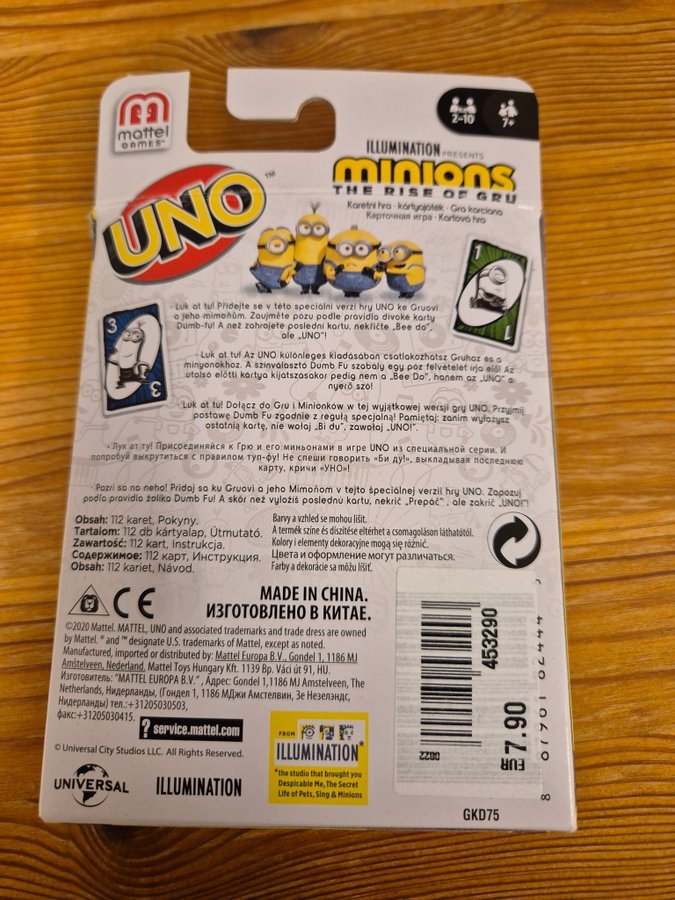 mattel
GAMES®
2-10
7+
ILLUMINATION PRESENTS
minions
THE RISE OF GRU
UNO™
Karetní hra · kártyajáték · Gra karciana
Карточная игра · Kartová hra
1
1
3
3
· Luk at tu! Přidejte se v této speciální verzi hry UNO ke Gruovi
a jeho mimoňům. Zaujměte pózu podle pravidla divoké karty
Dumb-fu! A než zahrajete poslední kartu, nekřičte „Bee do",
ale „UNO"!
· Luk at tu! Az UNO különleges kiadásában csatlakozhatsz Gruhoz és a
minyonokhoz. A színválasztó Dumb Fu szabály egy póz felvételét írja elő! Az
utolsó előtti kártya kijátszásakor pedig nem a „Bee Do", hanem az „UNO" a
nyerő szó!
· Luk at tu! Dołącz do Gru i Minionków w tej wyjątkowej wersji gry UNO. Przyjmij
postawę Dumb Fu zgodnie z regułą specjalną! Pamiętaj: zanim wyłożysz
ostatnią kartę, nie wołaj „Bi du", zawołaj „UNO!".
· Лук ат ту! Присоединяйся к Грю и его миньонами в игре UNO из специальной серии. И
попробуй выкрутиться с правилом туп-фу! Не спеши говорить «Би ду!», выкладывая последнюю
карту, кричи «УНО»!
· Pozri sa na neho! Pridaj sa ku Gruovi a jeho Mimoňom v tejto špeciálnej verzii hry UNO. Zapózuj
podľa pravidla žolíka Dumb Fu! A skôr než vyložíš poslednú kartu, nekrič „Prepáč", ale zakrič „UNO!"!
Obsah: 112 karet, Pokyny.
Tartalom: 112 db kártyalap, Útmutató.
Zawartość: 112 kart, Instrukcja.
Содержимое: 112 карт, Инструкция.
Obsah: 112 kariet, Návod.
Barvy a vzhled se mohou lišit.
A termék színe és díszítése eltérhet a csomagoláson láthatótól.
Kolory i elementy dekoracyjne mogą się różnić.
Цвета и оформление могут различаться.
Farby a dekorácie sa môžu líšiť.
CE
MADE IN CHINA.
ИЗГОТОВЛЕНО В КИТАЕ.
©2020 Mattel. MATTEL, UNO and associated trademarks and trade dress are owned
by Mattel. ® and ™ designate U.S. trademarks of Mattel, except as noted.
Manufactured, imported or distributed by: Mattel Europa B.V., Gondel 1, 1186 MJ
Amstelveen, Nederland, Mattel Toys Hungary Kft. 1139 Bp. Váci út 91, HU.
Изготовитель: "MATTEL EUROPA B.V.", Адрес: Gondel 1,1186 MJ Amstelveen, The
Netherlands, Нидерланды, (Гондел 1, 1186 МДжи Амстелвин, Зе Незелэндс,
Нидерланды) тел.:+31205030503,
факс:+31205030415.
? service.mattel.com
© Universal City Studios LLC. All Rights Reserved.
UNIVERSAL
ILLUMINATION
FROM
ILLUMINATION*
*the studio that brought you
Despicable Me, The Secret
Life of Pets, Sing & Minions
453290
0822
EUR 7.90
GKD75